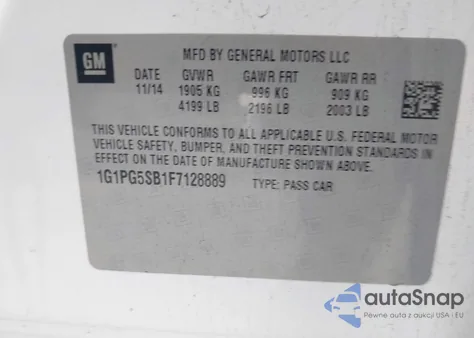 GM
MFD BY GENERAL MOTORS LLC
DATE GVWR GAWR FRT GAWR RR
11/14 1905 KG 996 KG 909 KG
4199 LB 2196 LB 2003 LB
THIS VEHICLE CONFORMS TO ALL APPLICABLE U.S. FEDERAL MOTOR
VEHICLE SAFETY, BUMPER, AND THEFT PREVENTION STANDARDS IN
EFFECT ON THE DATE OF MANUFACTURE SHOWN ABOVE.
1G1PG5SB1F7128889 TYPE: PASS CAR
autoSnap
Pewne auta z aukcji USA i EU